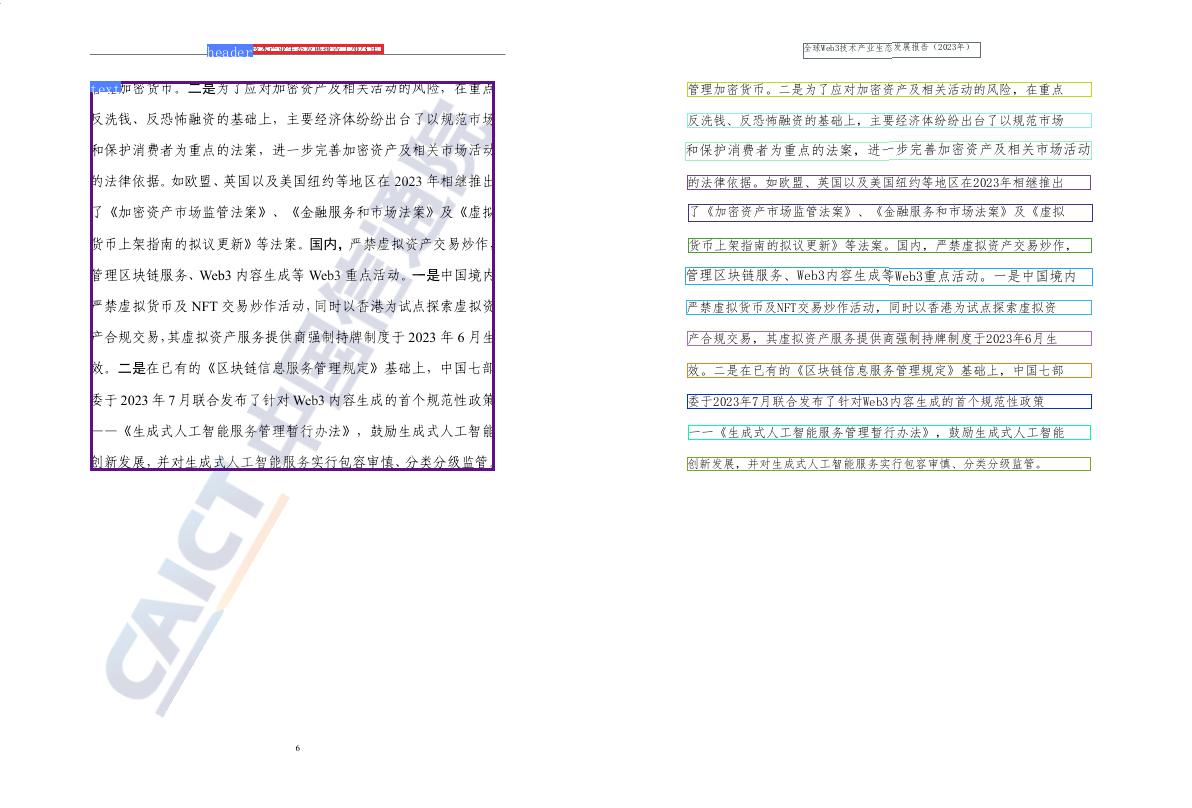 header
text
管理加密货币。二是为了应对加密资产及相关活动的风险，在重点
反洗钱、反恐怖融资的基础上，主要经济体纷纷出台了以规范市场
和保护消费者为重点的法案，进一步完善加密资产及相关市场活动
的法律依据。如欧盟、英国以及美国纽约等地区在 2023 年相继推出
了《加密资产市场监管法案》、《金融服务和市场法案》及《虚拟
货币上架指南的拟议更新》等法案。国内，严禁虚拟资产交易炒作，
管理区块链服务、Web3 内容生成等 Web3 重点活动。一是中国境内
严禁虚拟货币及 NFT 交易炒作活动，同时以香港为试点探索虚拟资
产合规交易，其虚拟资产服务提供商强制持牌制度于 2023 年 6 月生
效。二是在已有的《区块链信息服务管理规定》基础上，中国七部
委于 2023 年 7 月联合发布了针对 Web3 内容生成的首个规范性政策
——《生成式人工智能服务管理暂行办法》，鼓励生成式人工智能
创新发展，并对生成式人工智能服务实行包容审慎、分类分级监管。
CAICT 中国信通院
6
全球Web3技术产业生态发展报告（2023年）
管理加密货币。二是为了应对加密资产及相关活动的风险，在重点
反洗钱、反恐怖融资的基础上，主要经济体纷纷出台了以规范市场
和保护消费者为重点的法案，进一步完善加密资产及相关市场活动
的法律依据。如欧盟、英国以及美国纽约等地区在2023年相继推出
了《加密资产市场监管法案》、《金融服务和市场法案》及《虚拟
货币上架指南的拟议更新》等法案。国内，严禁虚拟资产交易炒作，
管理区块链服务、Web3内容生成等Web3重点活动。一是中国境内
严禁虚拟货币及NFT交易炒作活动，同时以香港为试点探索虚拟资
产合规交易，其虚拟资产服务提供商强制持牌制度于2023年6月生
效。二是在已有的《区块链信息服务管理规定》基础上，中国七部
委于2023年7月联合发布了针对Web3内容生成的首个规范性政策
一一《生成式人工智能服务管理暂行办法》，鼓励生成式人工智能
创新发展，并对生成式人工智能服务实行包容审慎、分类分级监管。